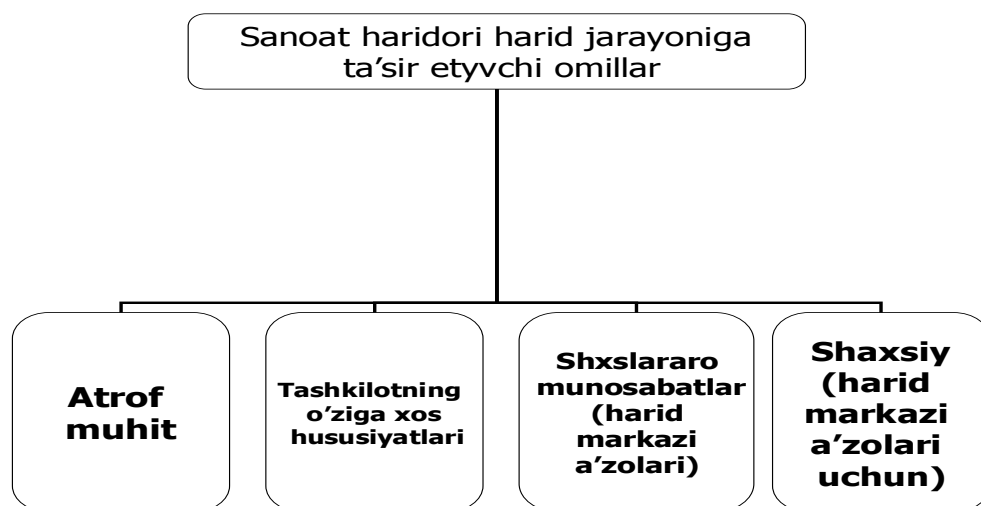 Sanoat haridori harid jarayoniga
ta’sir etyvchi omillar
Atrof
muhit
Tashkilotning
o’ziga xos
hususiyatlari
Shxslararo
munosabatlar
(harid
markazi
a’zolari)
Shaxsiy
(harid
markazi
a’zolari
uchun)